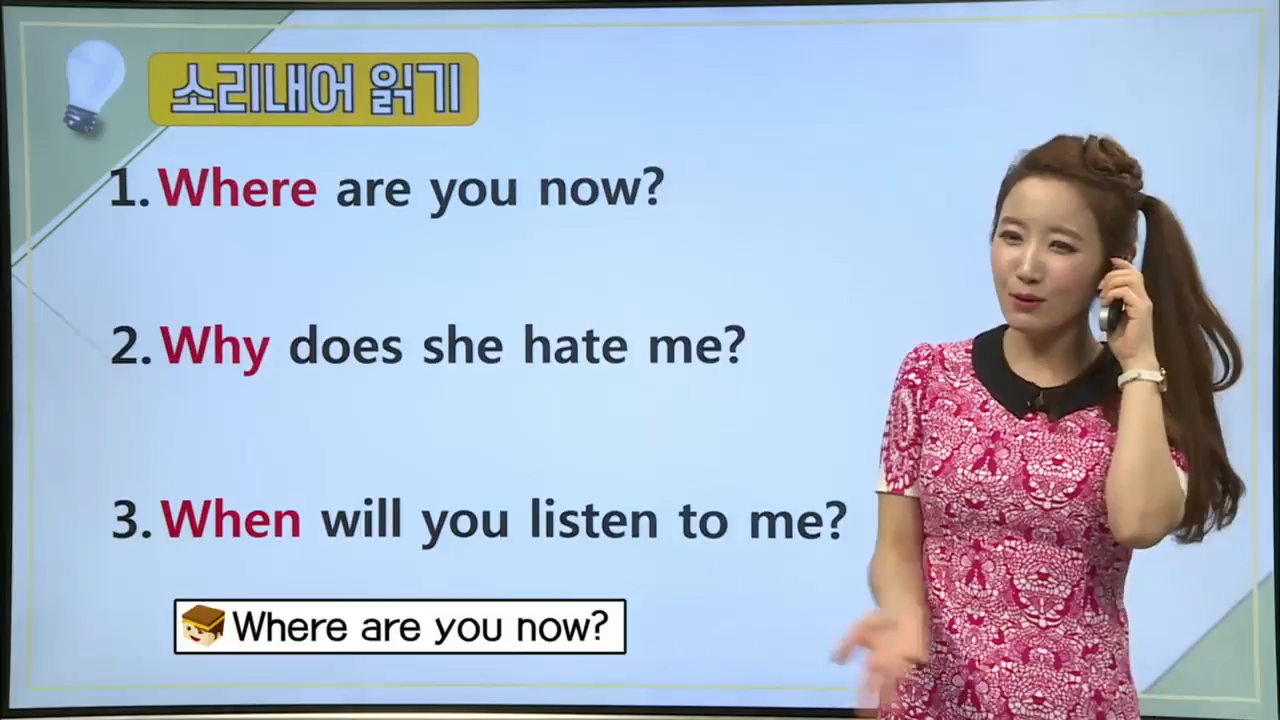 소리내어 읽기
1. Where are you now?
2. Why does she hate me?
3. When will you listen to me?
Where are you now?